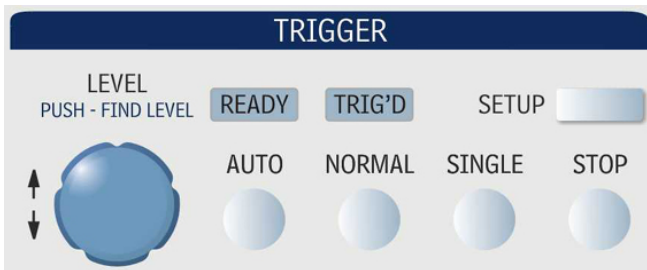 TRIGGER
LEVEL
PUSH - FIND LEVEL
READY
TRIG'D
SETUP
AUTO
NORMAL
SINGLE
STOP